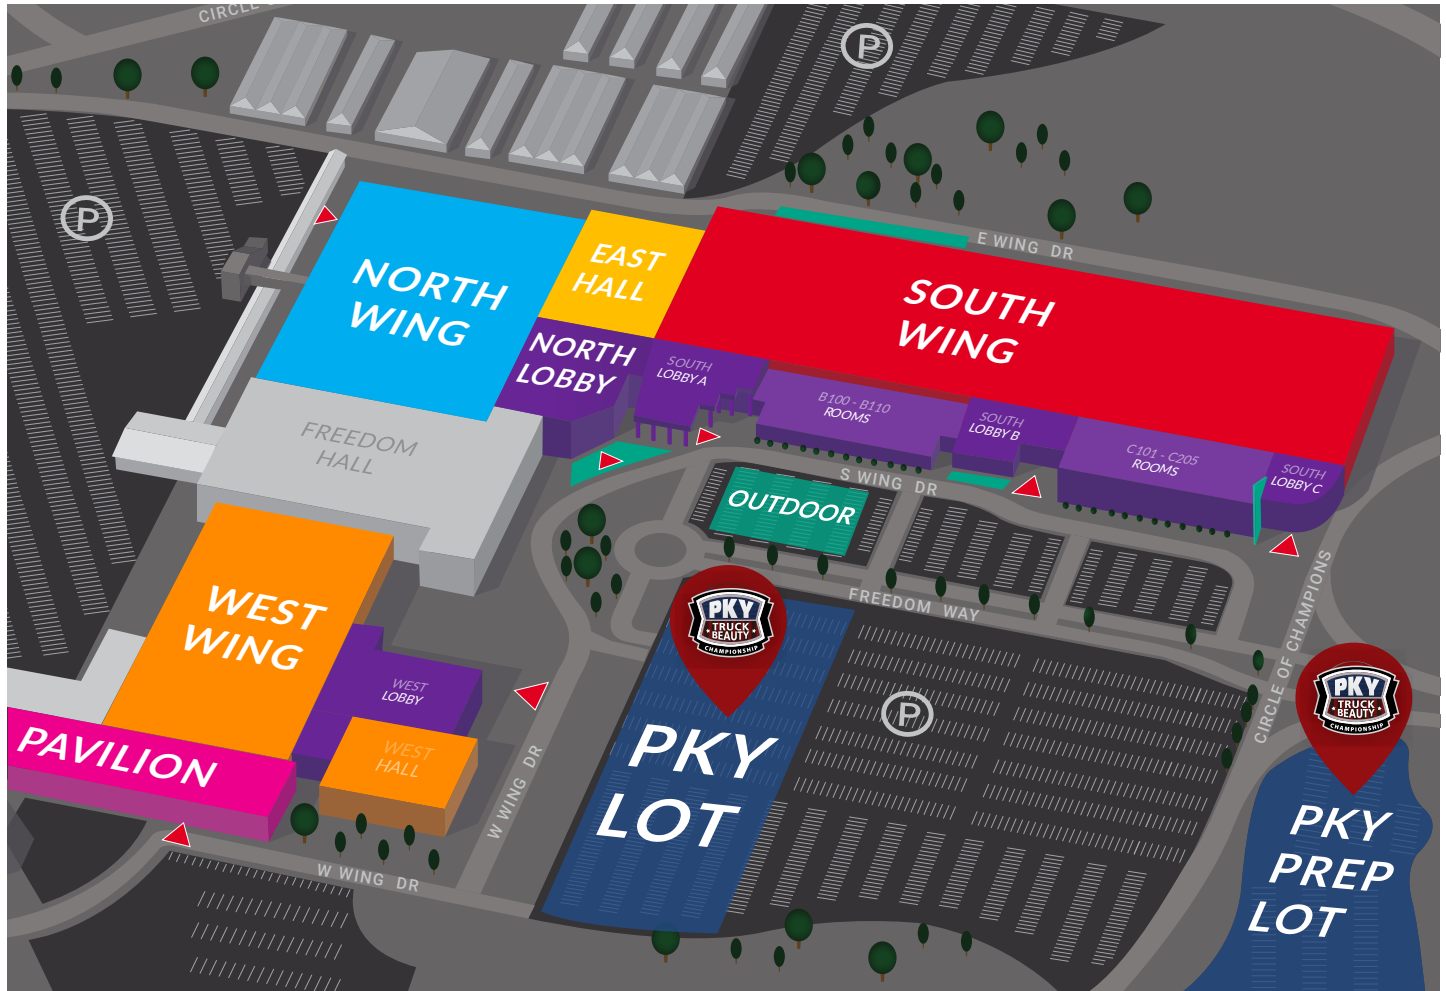 CIRCLE
P
P
E WING DR
NORTH
WING
EAST
HALL
SOUTH
WING
NORTH
LOBBY
SOUTH
LOBBY A
B100 - B110
ROOMS
SOUTH
LOBBY B
C101 - C205
ROOMS
SOUTH
LOBBY C
FREEDOM
HALL
S WING DR
OUTDOOR
FREEDOM WAY
CIRCLE OF CHAMPIONS
WEST
WING
PKY
TRUCK
BEAUTY
CHAMPIONSHIP
WEST
LOBBY
P
PKY
TRUCK
BEAUTY
CHAMPIONSHIP
PAVILION
WEST
HALL
W WING DR
PKY
LOT
PKY
PREP
LOT
W WING DR